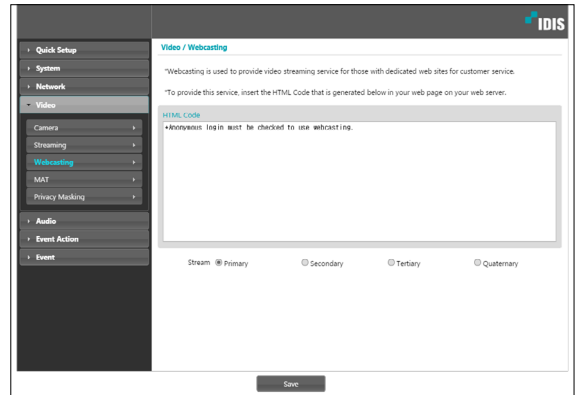 IDIS
Quick Setup
System
Network
Video
Camera
Streaming
Webcasting
MAT
Privacy Masking
Audio
Event Action
Event
Video / Webcasting
*Webcasting is used to provide video streaming service for those with dedicated web sites for customer service.
*To provide this service, insert the HTML Code that is generated below in your web page on your web server.
HTML Code
*Anonymous login must be checked to use webcasting.
Stream Primary Secondary Tertiary Quaternary
Save